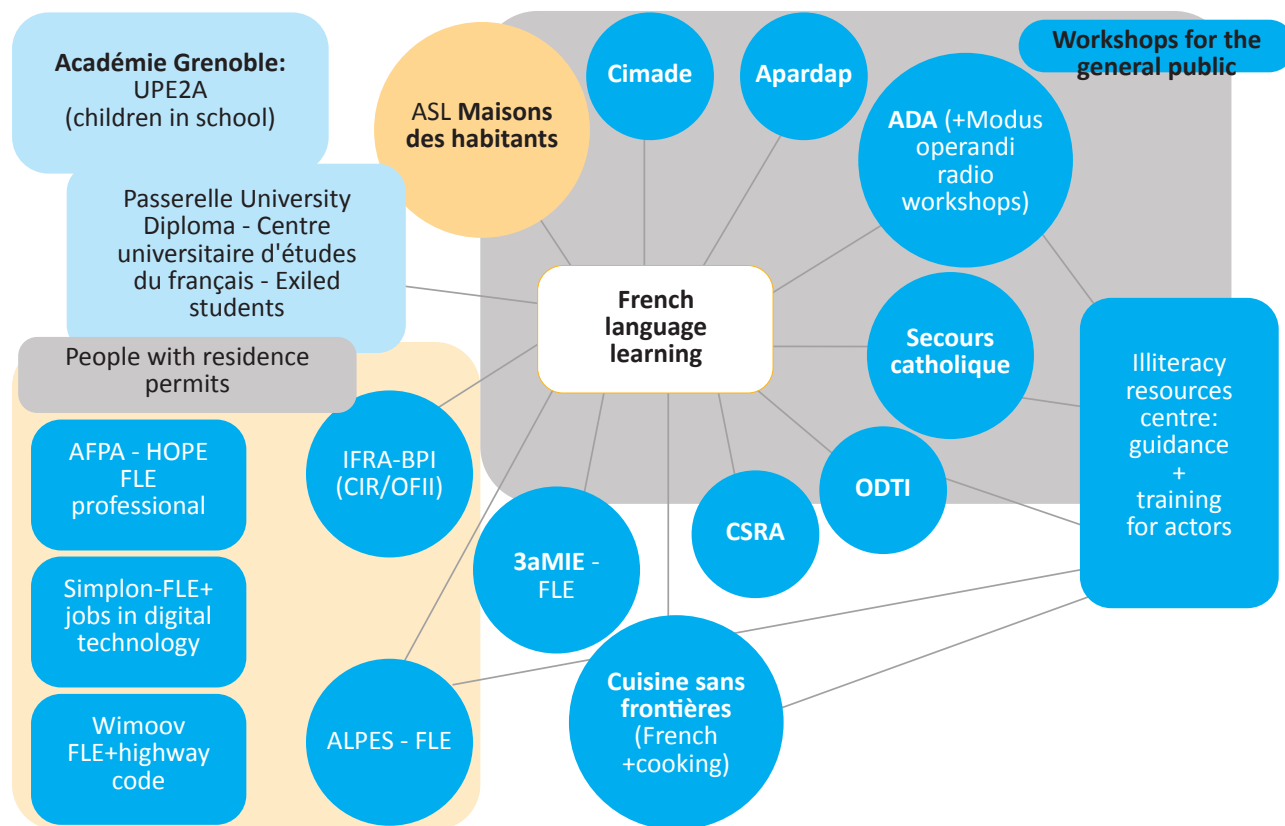 Académie Grenoble:
UPE2A
(children in school)
ASL Maisons
des habitants
Cimade
Apardap
Workshops for the
general public
ADA (+Modus
operandi
radio
workshops)
Passerelle University
Diploma - Centre
universitaire d'études
du français - Exiled
students
French
language
learning
Secours
catholique
Illiteracy
resources
centre:
guidance
+
training
for actors
People with residence
permits
AFPA - HOPE
FLE
professional
IFRA-BPI
(CIR/OFII)
ODTI
CSRA
3aMIE -
FLE
Simplon-FLE+
jobs in digital
technology
Cuisine sans
frontières
(French
+cooking)
Wimoov
FLE+highway
code
ALPES - FLE